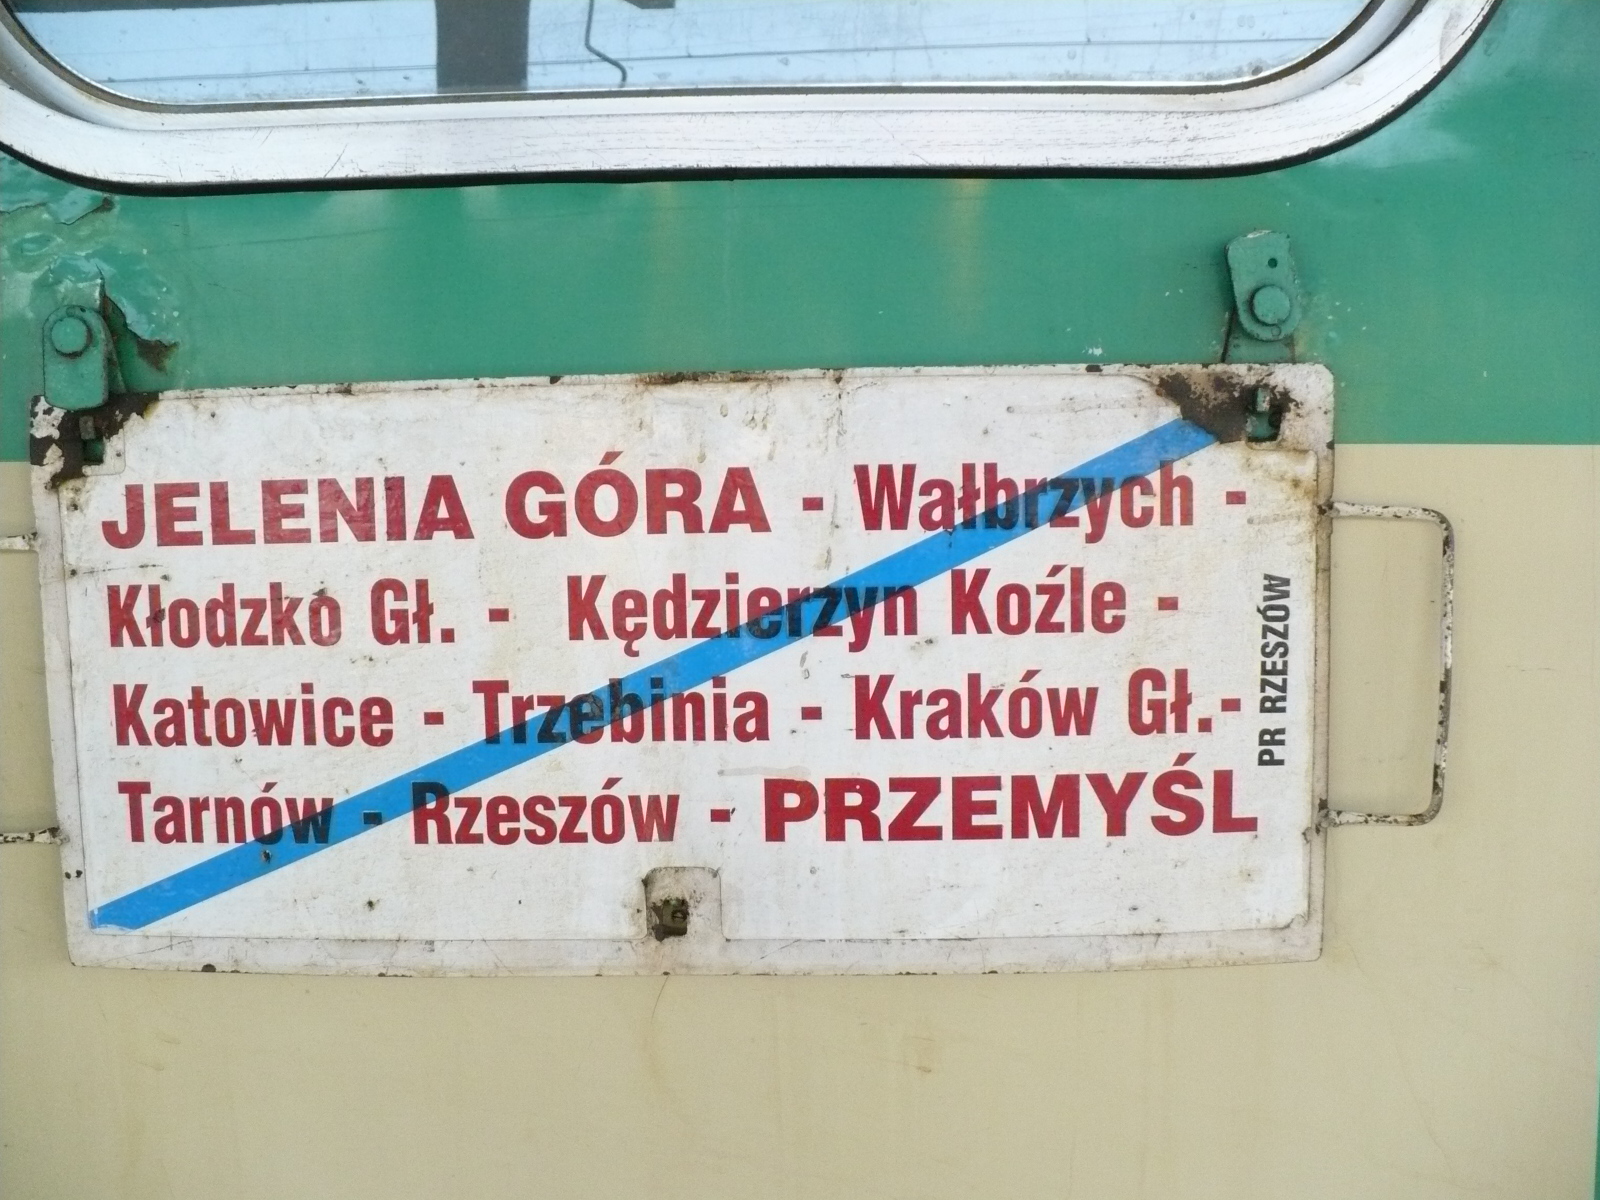 JELENIA GÓRA - Wałbrzych -
Kłodzko Gł. - Kędzierzyn Koźle -
Katowice - Trzebinia - Kraków Gł.-
Tarnów - Rzeszów - PRZEMYŚL
PR RZESZÓW